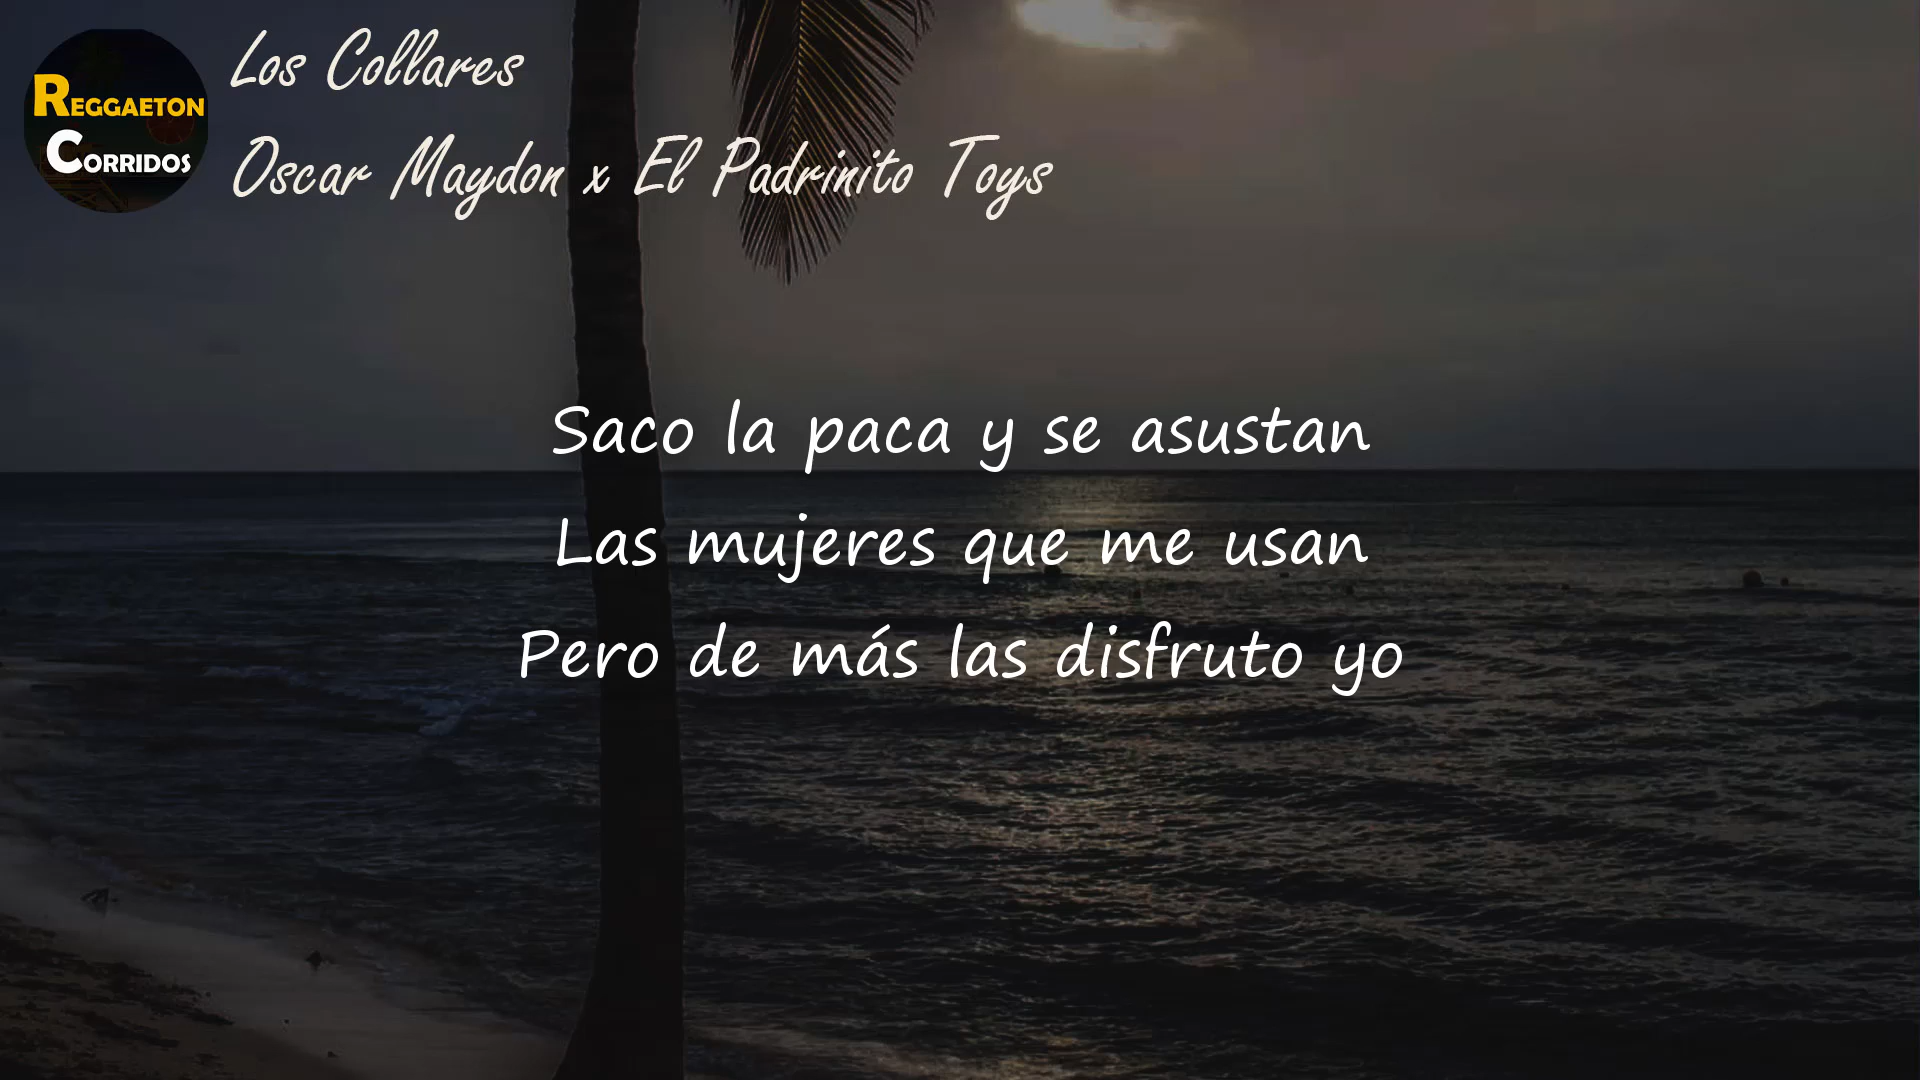 REGGAETON
CORRIDOS
Los Collares
Oscar Maydon x El Padrinito Toys
Saco la paca y se asustan
Las mujeres que me usan
Pero de más las disfruto yo